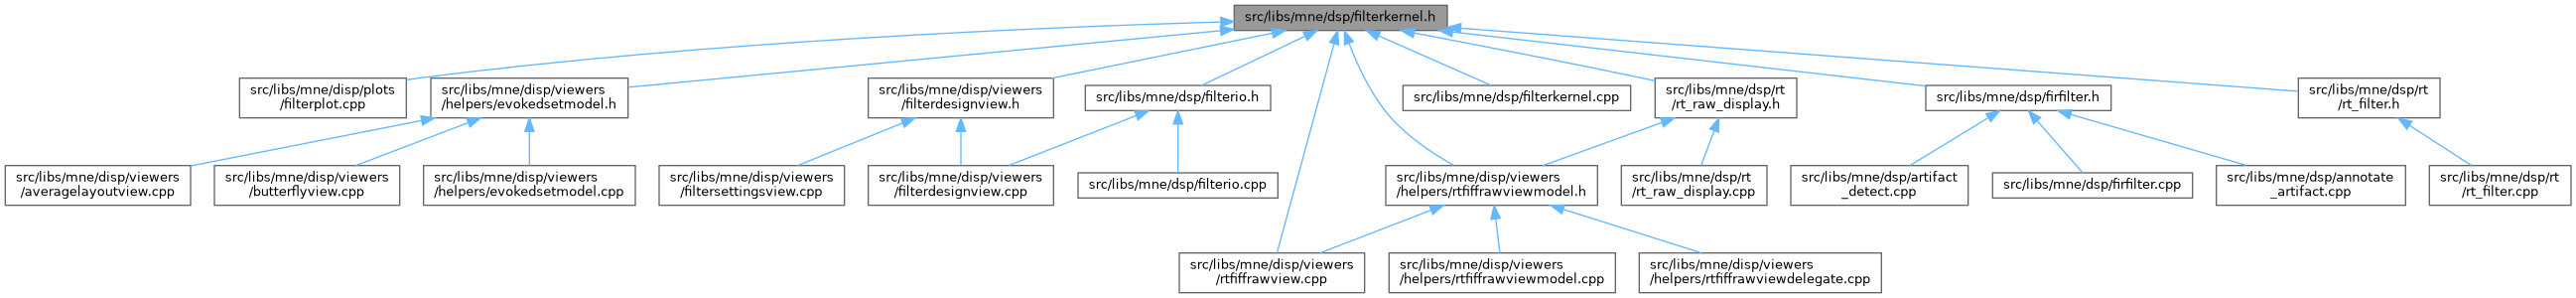 src/libs/mne/dsp/filterkernel.h
src/libs/mne/disp/plots
/filterplot.cpp
src/libs/mne/disp/viewers
/helpers/evokedsetmodel.h
src/libs/mne/disp/viewers
/filterdesignview.h
src/libs/mne/dsp/filterio.h
src/libs/mne/dsp/filterkernel.cpp
src/libs/mne/dsp/rt
/rt_raw_display.h
src/libs/mne/dsp/firfilter.h
src/libs/mne/dsp/rt
/rt_filter.h
src/libs/mne/disp/viewers
/averagelayoutview.cpp
src/libs/mne/disp/viewers
/butterflyview.cpp
src/libs/mne/disp/viewers
/helpers/evokedsetmodel.cpp
src/libs/mne/disp/viewers
/filtersettingsview.cpp
src/libs/mne/disp/viewers
/filterdesignview.cpp
src/libs/mne/dsp/filterio.cpp
src/libs/mne/disp/viewers
/helpers/rtfiffrawviewmodel.h
src/libs/mne/dsp/rt
/rt_raw_display.cpp
src/libs/mne/dsp/artifact
_detect.cpp
src/libs/mne/dsp/firfilter.cpp
src/libs/mne/dsp/annotate
_artifact.cpp
src/libs/mne/dsp/rt
/rt_filter.cpp
src/libs/mne/disp/viewers
/rtfiffrawview.cpp
src/libs/mne/disp/viewers
/helpers/rtfiffrawviewmodel.cpp
src/libs/mne/disp/viewers
/helpers/rtfiffrawviewdelegate.cpp